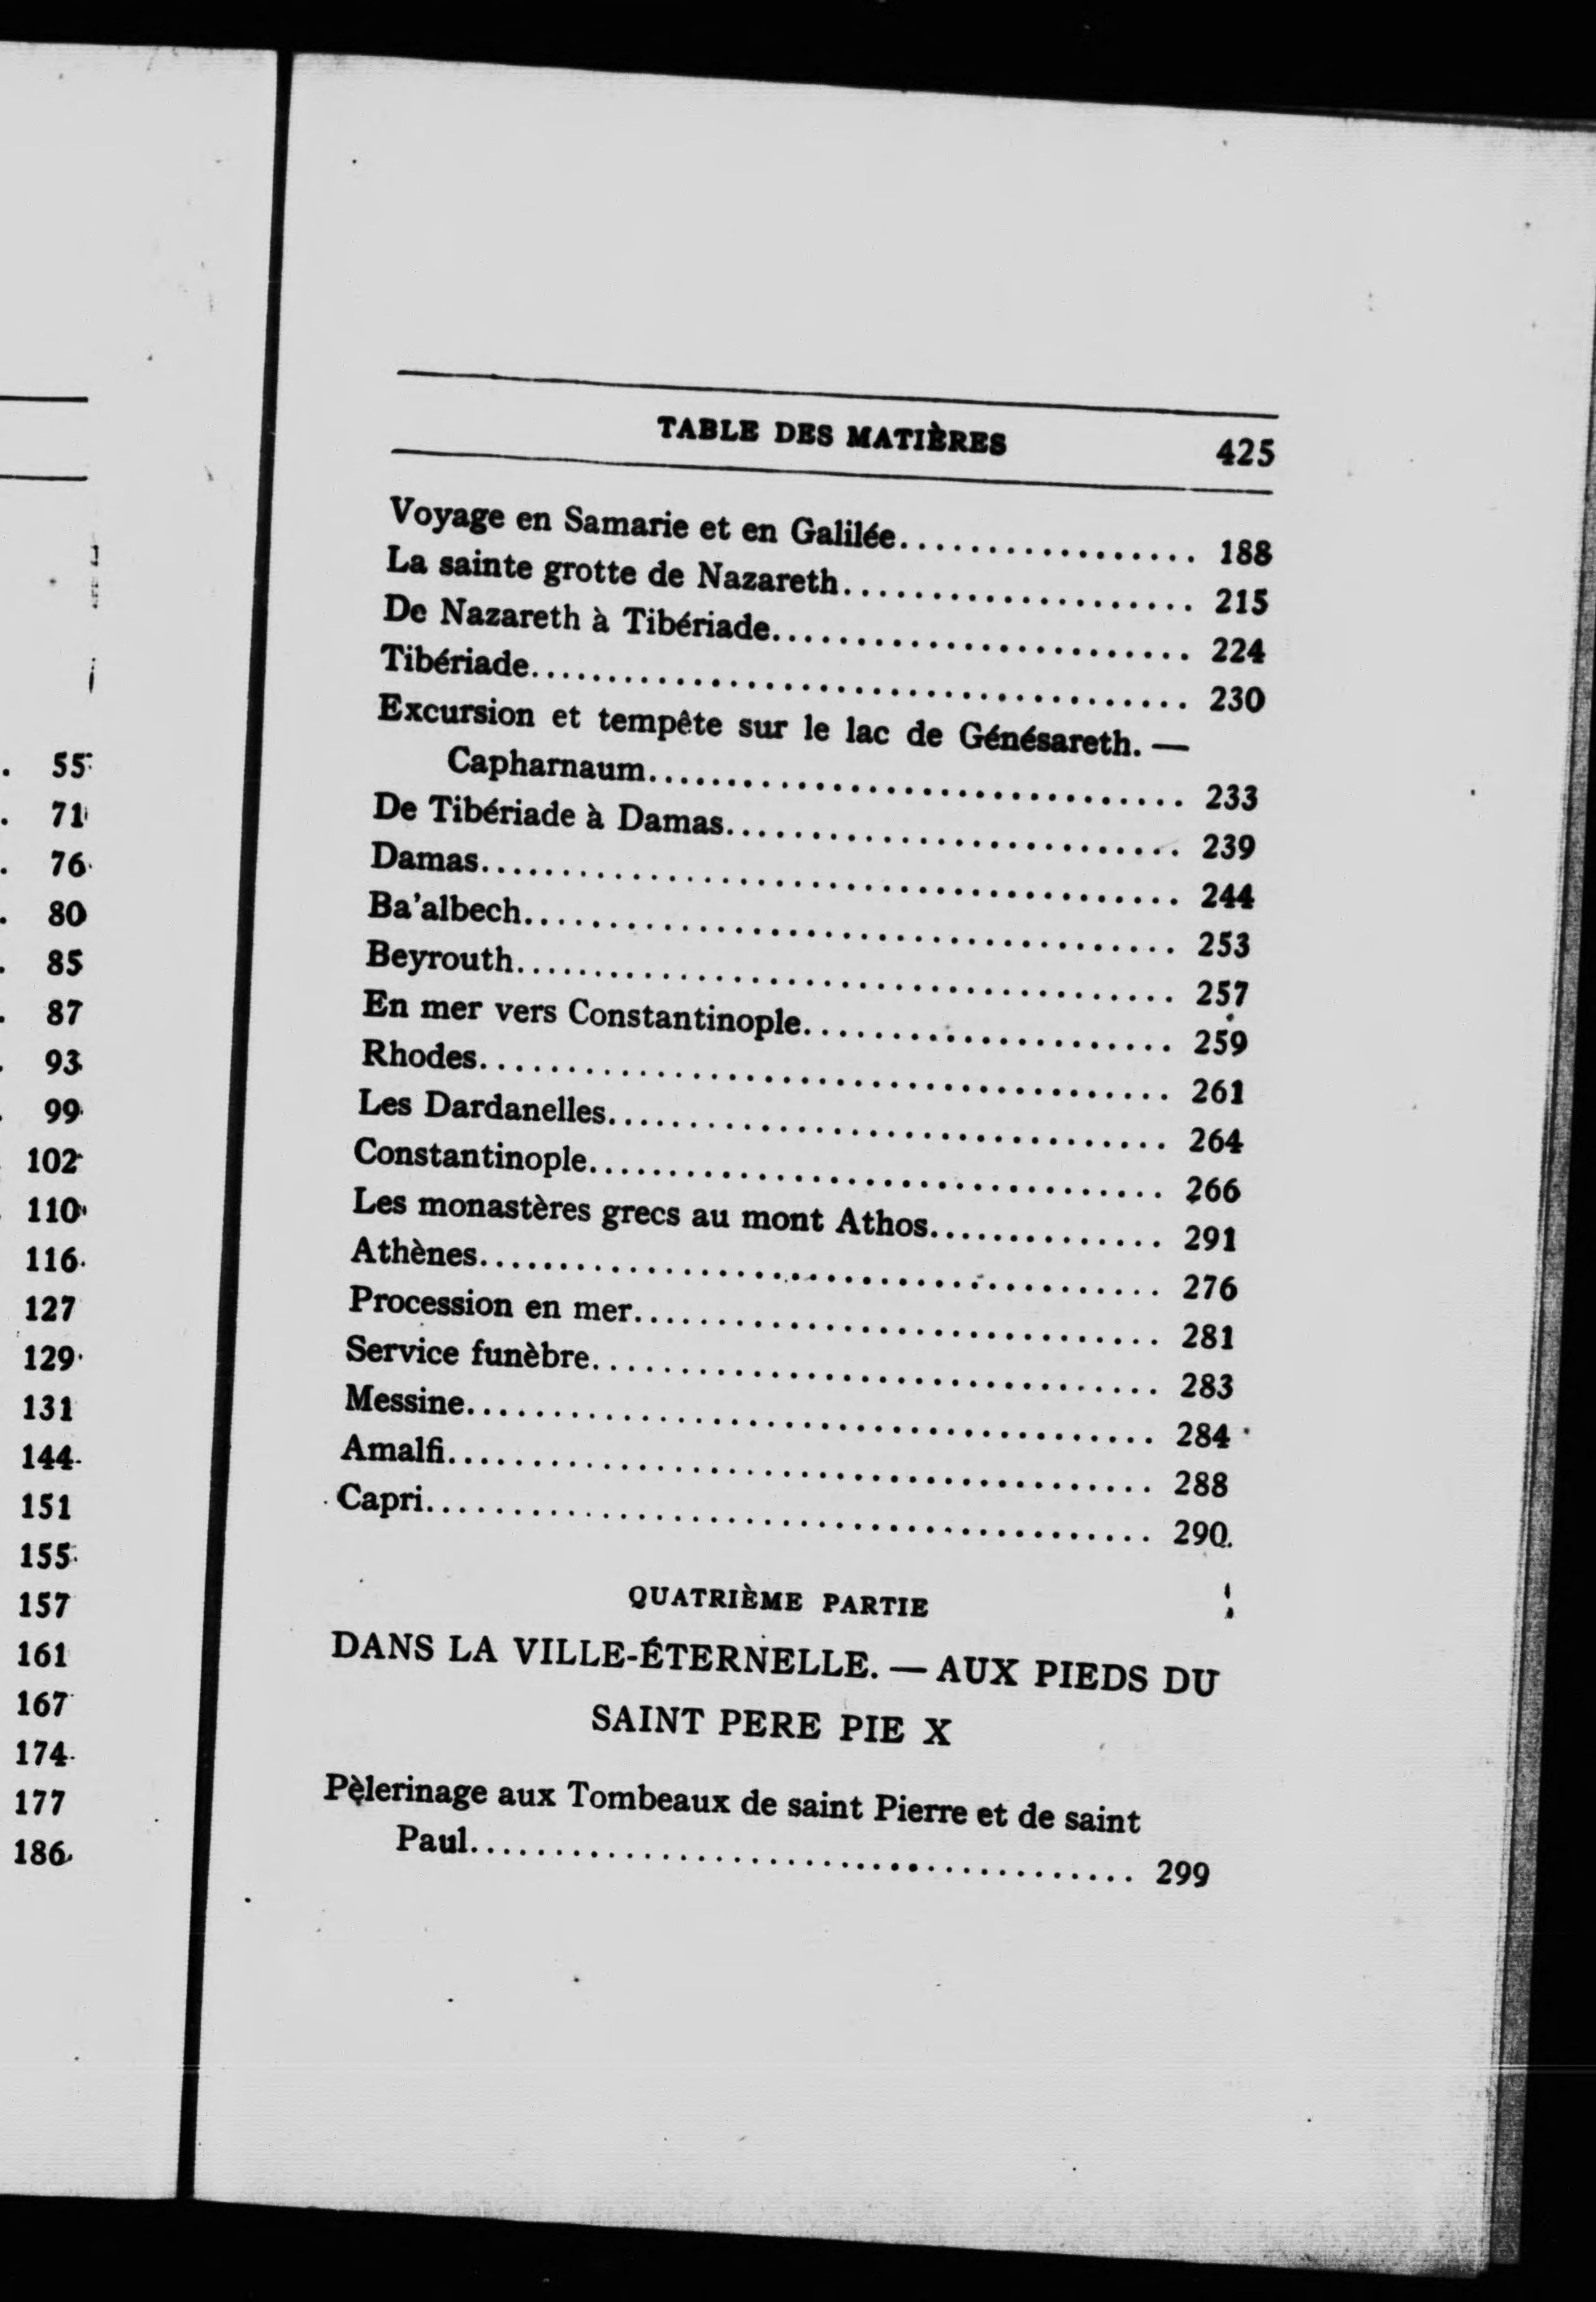 . 55
. 71
. 76
. 80
. 85
. 87
. 93
. 99
102
110
116
127
129
131
144
151
155
157
161
167
174
177
186
TABLE DES MATIÈRES 425
Voyage en Samarie et en Galilée.................. 188
La sainte grotte de Nazareth..................... 215
De Nazareth à Tibériade......................... 224
Tibériade....................................... 230
Excursion et tempête sur le lac de Génésareth. —
Capharnaum................................ 233
De Tibériade à Damas........................... 239
Damas.......................................... 244
Ba'albech....................................... 253
Beyrouth....................................... 257
En mer vers Constantinople...................... 259
Rhodes......................................... 261
Les Dardanelles................................. 264
Constantinople.................................. 266
Les monastères grecs au mont Athos.............. 291
Athènes........................................ 276
Procession en mer............................... 281
Service funèbre................................. 283
Messine........................................ 284
Amalfi......................................... 288
Capri.......................................... 290
QUATRIÈME PARTIE
DANS LA VILLE-ÉTERNELLE. — AUX PIEDS DU
SAINT PERE PIE X
Pèlerinage aux Tombeaux de saint Pierre et de saint
Paul....................................... 299